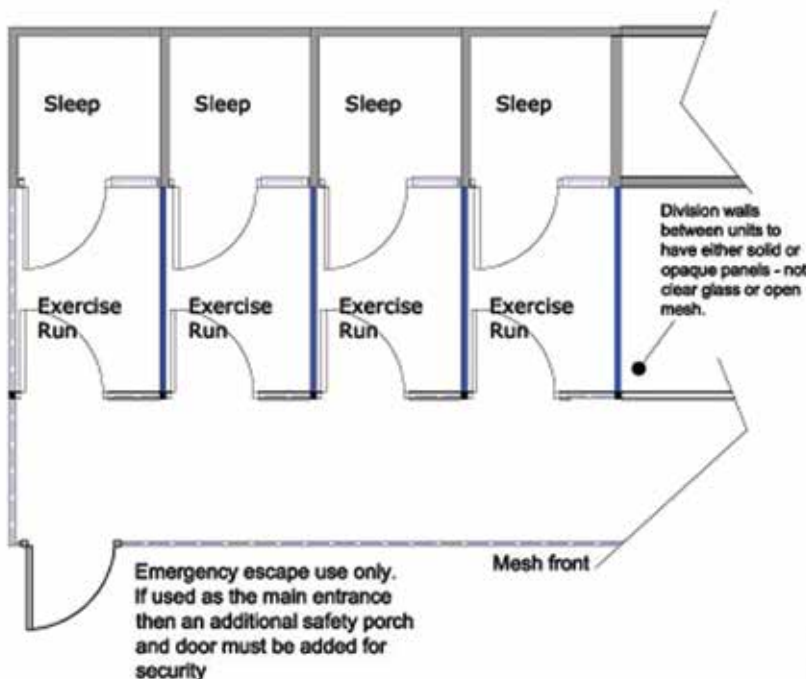 Sleep
Sleep
Sleep
Sleep
Division walls
between units to
have either solid or
opaque panels - not
clear glass or open
mesh.
Exercise
Run
Exercise
Run
Exercise
Run
Exercise
Run
Mesh front
Emergency escape use only.
If used as the main entrance
then an additional safety porch
and door must be added for
security